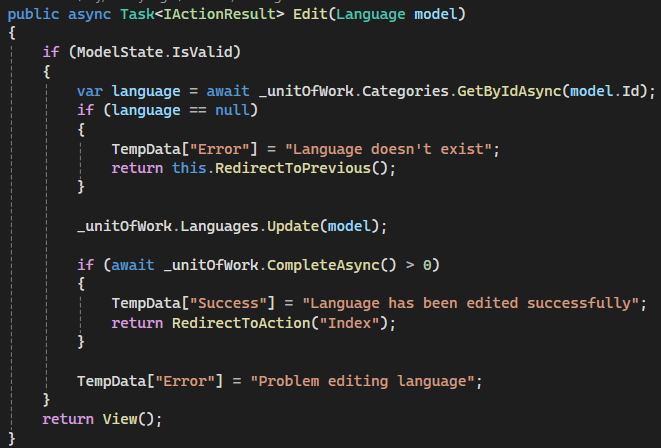 public async Task<IActionResult> Edit(Language model)
{
    if (ModelState.IsValid)
    {
        var language = await _unitOfWork.Categories.GetByIdAsync(model.Id);
        if (language == null)
        {
            TempData["Error"] = "Language doesn't exist";
            return this.RedirectToPrevious();
        }

        _unitOfWork.Languages.Update(model);

        if (await _unitOfWork.CompleteAsync() > 0)
        {
            TempData["Success"] = "Language has been edited successfully";
            return RedirectToAction("Index");
        }

        TempData["Error"] = "Problem editing language";
    }
    return View();
}